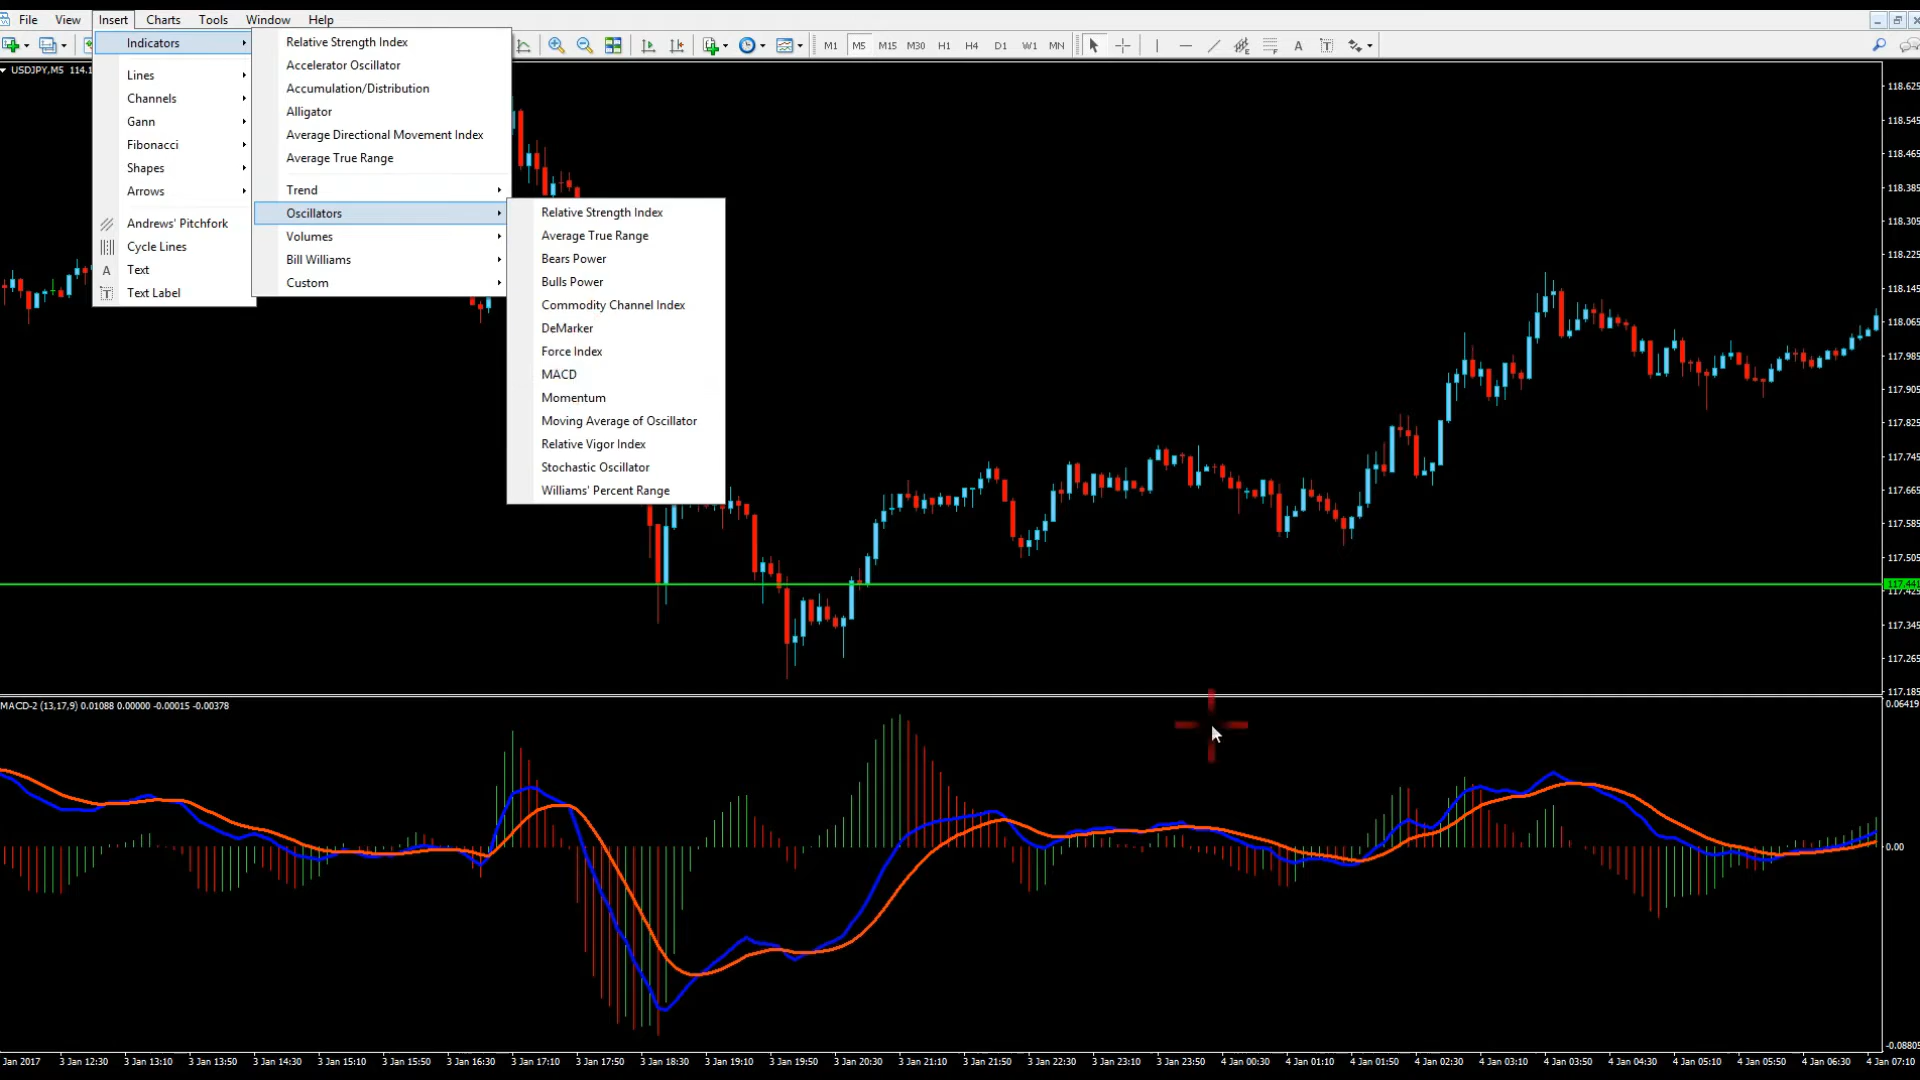 File View Insert Charts Tools Window Help
M1 M5 M15 M30 H1 H4 D1 W1 MN
USDJPY,M5 114.1
Indicators
Lines
Channels
Gann
Fibonacci
Shapes
Arrows
Andrews' Pitchfork
Cycle Lines
Text
Text Label
Relative Strength Index
Accelerator Oscillator
Accumulation/Distribution
Alligator
Average Directional Movement Index
Average True Range
Trend
Oscillators
Volumes
Bill Williams
Custom
Relative Strength Index
Average True Range
Bears Power
Bulls Power
Commodity Channel Index
DeMarker
Force Index
MACD
Momentum
Moving Average of Oscillator
Relative Vigor Index
Stochastic Oscillator
Williams' Percent Range
118.625
118.545
118.465
118.385
118.305
118.225
118.145
118.065
117.985
117.905
117.825
117.745
117.665
117.585
117.505
117.441
117.425
117.345
117.265
117.185
MACD-2 (13,17,9) 0.01088 0.00000 -0.00015 -0.00378
0.06419
0.00
-0.08805
Jan 2017 3 Jan 12:30 3 Jan 13:10 3 Jan 13:50 3 Jan 14:30 3 Jan 15:10 3 Jan 15:50 3 Jan 16:30 3 Jan 17:10 3 Jan 17:50 3 Jan 18:30 3 Jan 19:10 3 Jan 19:50 3 Jan 20:30 3 Jan 21:10 3 Jan 21:50 3 Jan 22:30 3 Jan 23:10 3 Jan 23:50 4 Jan 00:30 4 Jan 01:10 4 Jan 01:50 4 Jan 02:30 4 Jan 03:10 4 Jan 03:50 4 Jan 04:30 4 Jan 05:10 4 Jan 05:50 4 Jan 06:30 4 Jan 07:10